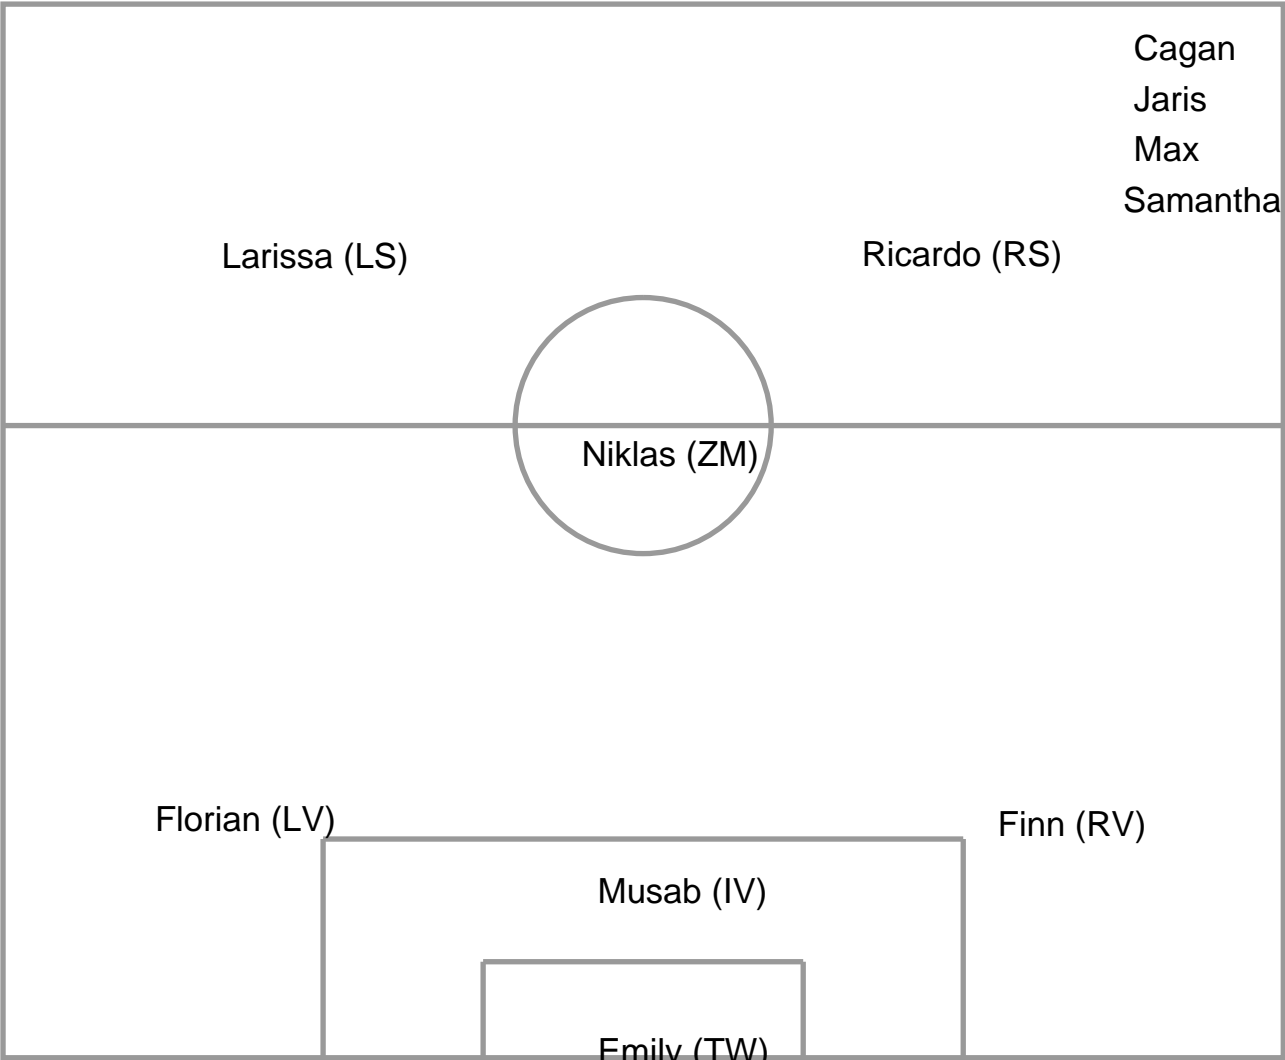 Cagan
Jaris
Max
Samantha
Larissa (LS)
Ricardo (RS)
Niklas (ZM)
Florian (LV)
Finn (RV)
Musab (IV)
Emily (TW)